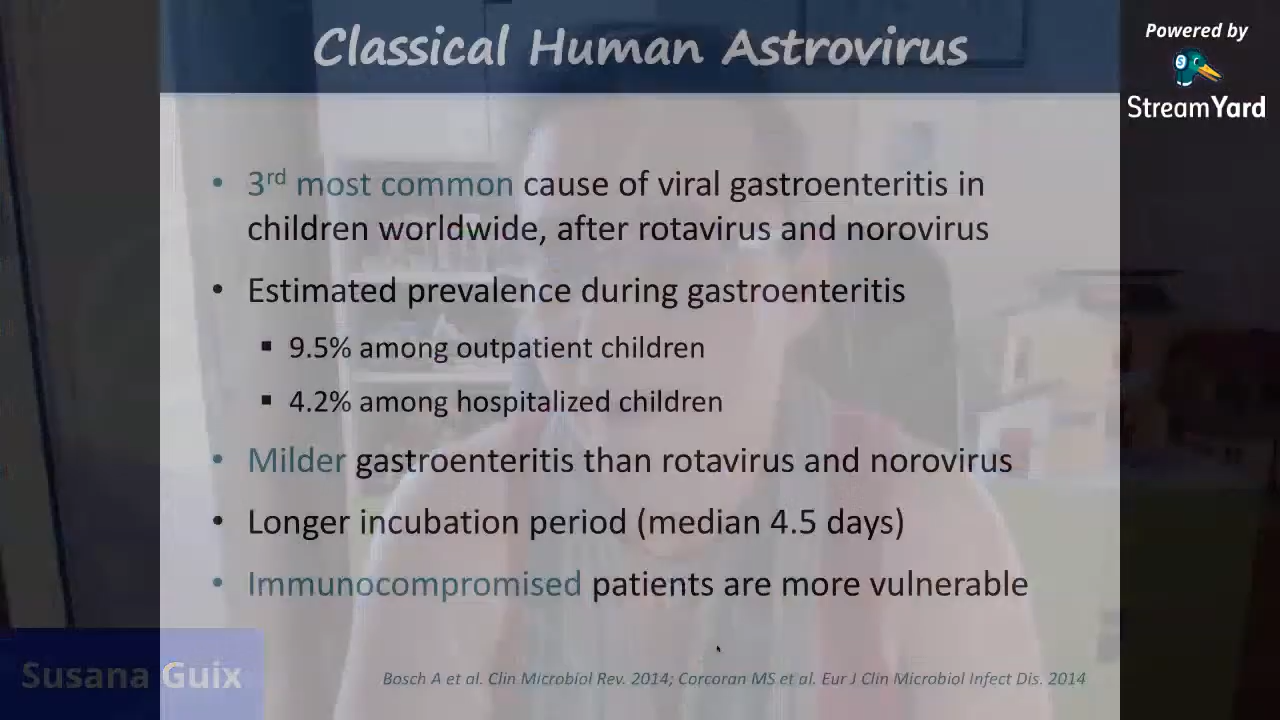 Classical Human Astrovirus
Powered by
StreamYard
• 3rd most common cause of viral gastroenteritis in
children worldwide, after rotavirus and norovirus
• Estimated prevalence during gastroenteritis
▪ 9.5% among outpatient children
▪ 4.2% among hospitalized children
• Milder gastroenteritis than rotavirus and norovirus
• Longer incubation period (median 4.5 days)
• Immunocompromised patients are more vulnerable
Susana Guix
Bosch A et al. Clin Microbiol Rev. 2014; Corcoran MS et al. Eur J Clin Microbiol Infect Dis. 2014